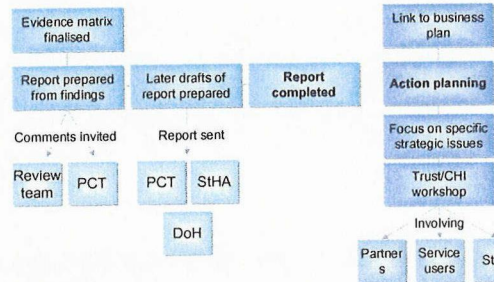 Evidence matrix
finalised
Report prepared
from findings
Later drafts of
report prepared
Report
completed
Comments invited
Report sent
Review
team
PCT
PCT
StHA
DoH
Link to business
plan
Action planning
Focus on specific
strategic issues
Trust/CHI
workshop
Involving
Partner
s
Service
users